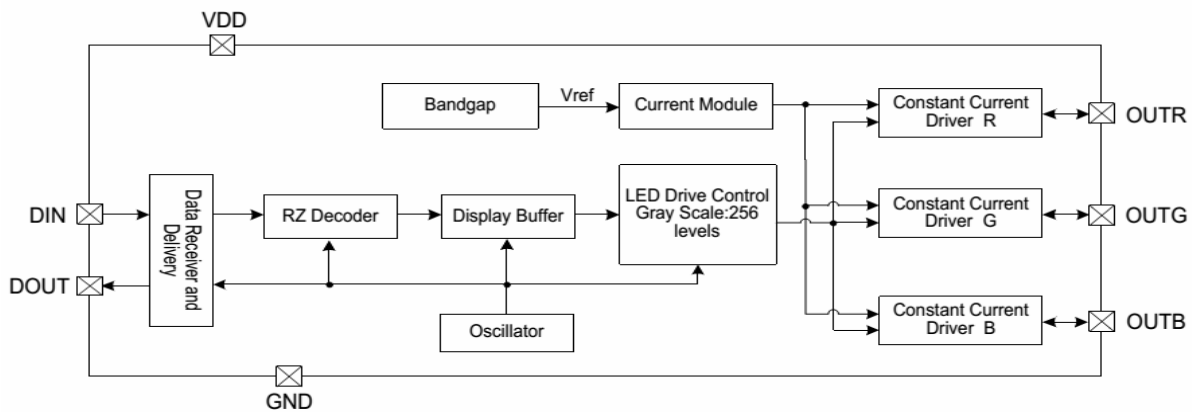 VDD
Bandgap
Vref
Current Module
Constant Current
Driver R
OUTR
DIN
DOUT
Data Receiver and
Delivery
RZ Decoder
Display Buffer
LED Drive Control
Gray Scale:256
levels
Constant Current
Driver G
OUTG
Oscillator
Constant Current
Driver B
OUTB
GND